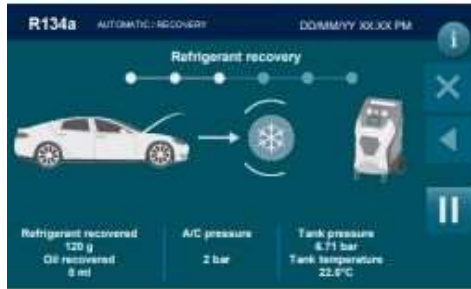 R134a AUTOMATIC / RECOVERY DD/MM/YY XX.XX PM
Refrigerant recovery
Refrigerant recovered
120 g
Oil recovered
0 ml
A/C pressure
2 bar
Tank pressure
6.71 bar
Tank temperature
22.6°C